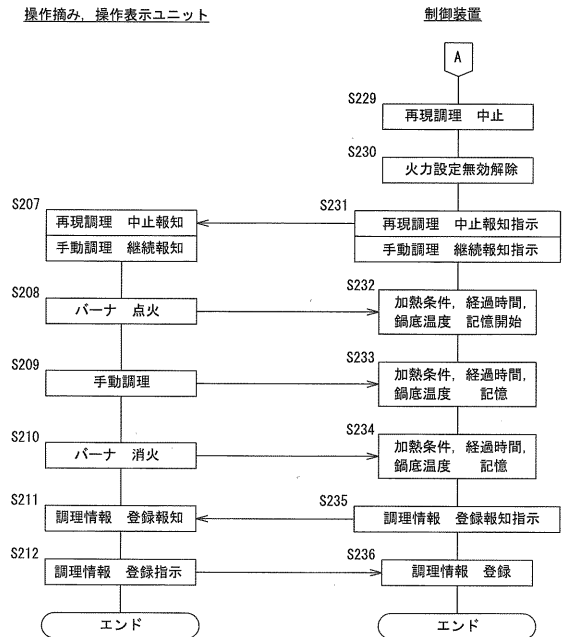 操作摘み,操作表示ユニット
制御装置
A
S229
再現調理 中止
S230
火力設定無効解除
S207
再現調理 中止報知
手動調理 継続報知
S231
再現調理 中止報知指示
手動調理 継続報知指示
S208
バーナ 点火
S232
加熱条件,経過時間,
鍋底温度 記憶開始
S209
手動調理
S233
加熱条件,経過時間,
鍋底温度 記憶
S210
バーナ 消火
S234
加熱条件,経過時間,
鍋底温度 記憶
S211
調理情報 登録報知
S235
調理情報 登録報知指示
S212
調理情報 登録指示
S236
調理情報 登録
エンド
エンド